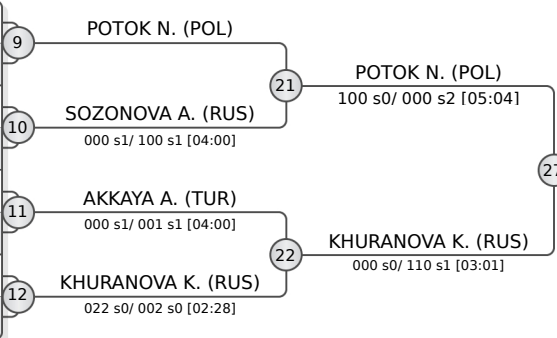 POTOK N. (POL)
9
21
POTOK N. (POL)
100 s0/ 000 s2 [05:04]
SOZONOVA A. (RUS)
10
000 s1/ 100 s1 [04:00]
27
AKKAYA A. (TUR)
11
000 s1/ 001 s1 [04:00]
22
KHURANOVA K. (RUS)
000 s0/ 110 s1 [03:01]
KHURANOVA K. (RUS)
12
022 s0/ 002 s0 [02:28]